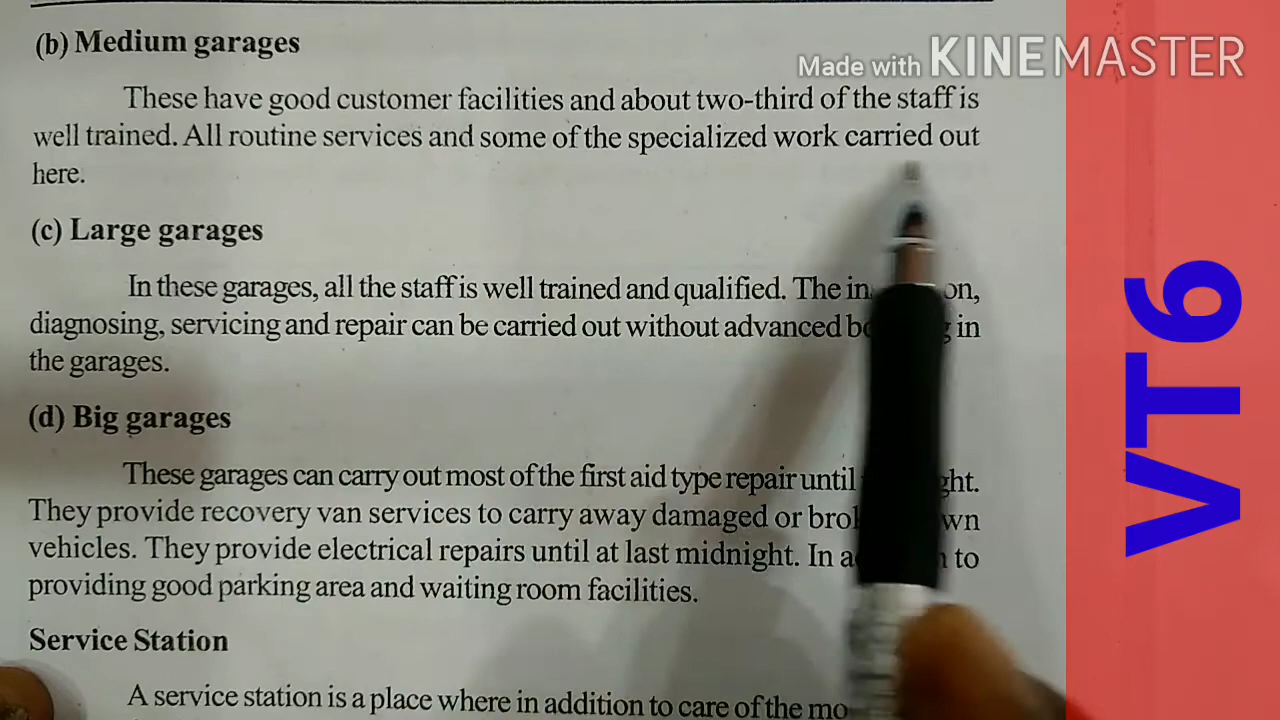 (b) Medium garages
Made with KINEMASTER
These have good customer facilities and about two-third of the staff is
well trained. All routine services and some of the specialized work carried out
here.
(c) Large garages
In these garages, all the staff is well trained and qualified. The
diagnosing, servicing and repair can be carried out without advanced in
the garages.
(d) Big garages
These garages can carry out most of the first aid type repair until
They provide recovery van services to carry away damaged or
vehicles. They provide electrical repairs until at last midnight. In to
providing good parking area and waiting room facilities.
Service Station
A service station is a place where in addition to care of the
VT6